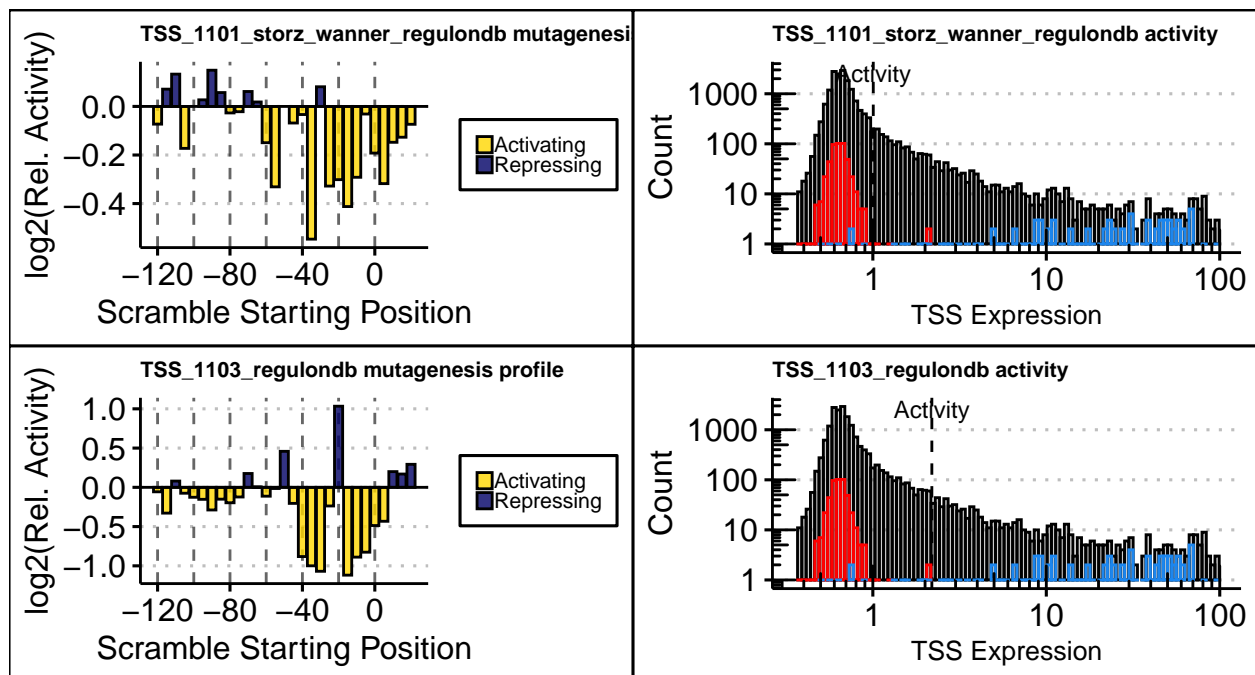 TSS_1101_storz_wanner_regulondb mutagenesi
log2(Rel. Activity)
0.0
−0.2
−0.4
−120 −80 −40 0
Scramble Starting Position
Activating
Repressing
TSS_1101_storz_wanner_regulondb activity
Activity
Count
1000
100
10
1
1 10 100
TSS Expression
TSS_1103_regulondb mutagenesis profile
log2(Rel. Activity)
1.0
0.5
0.0
−0.5
−1.0
−120 −80 −40 0
Scramble Starting Position
Activating
Repressing
TSS_1103_regulondb activity
Activity
Count
1000
100
10
1
1 10 100
TSS Expression